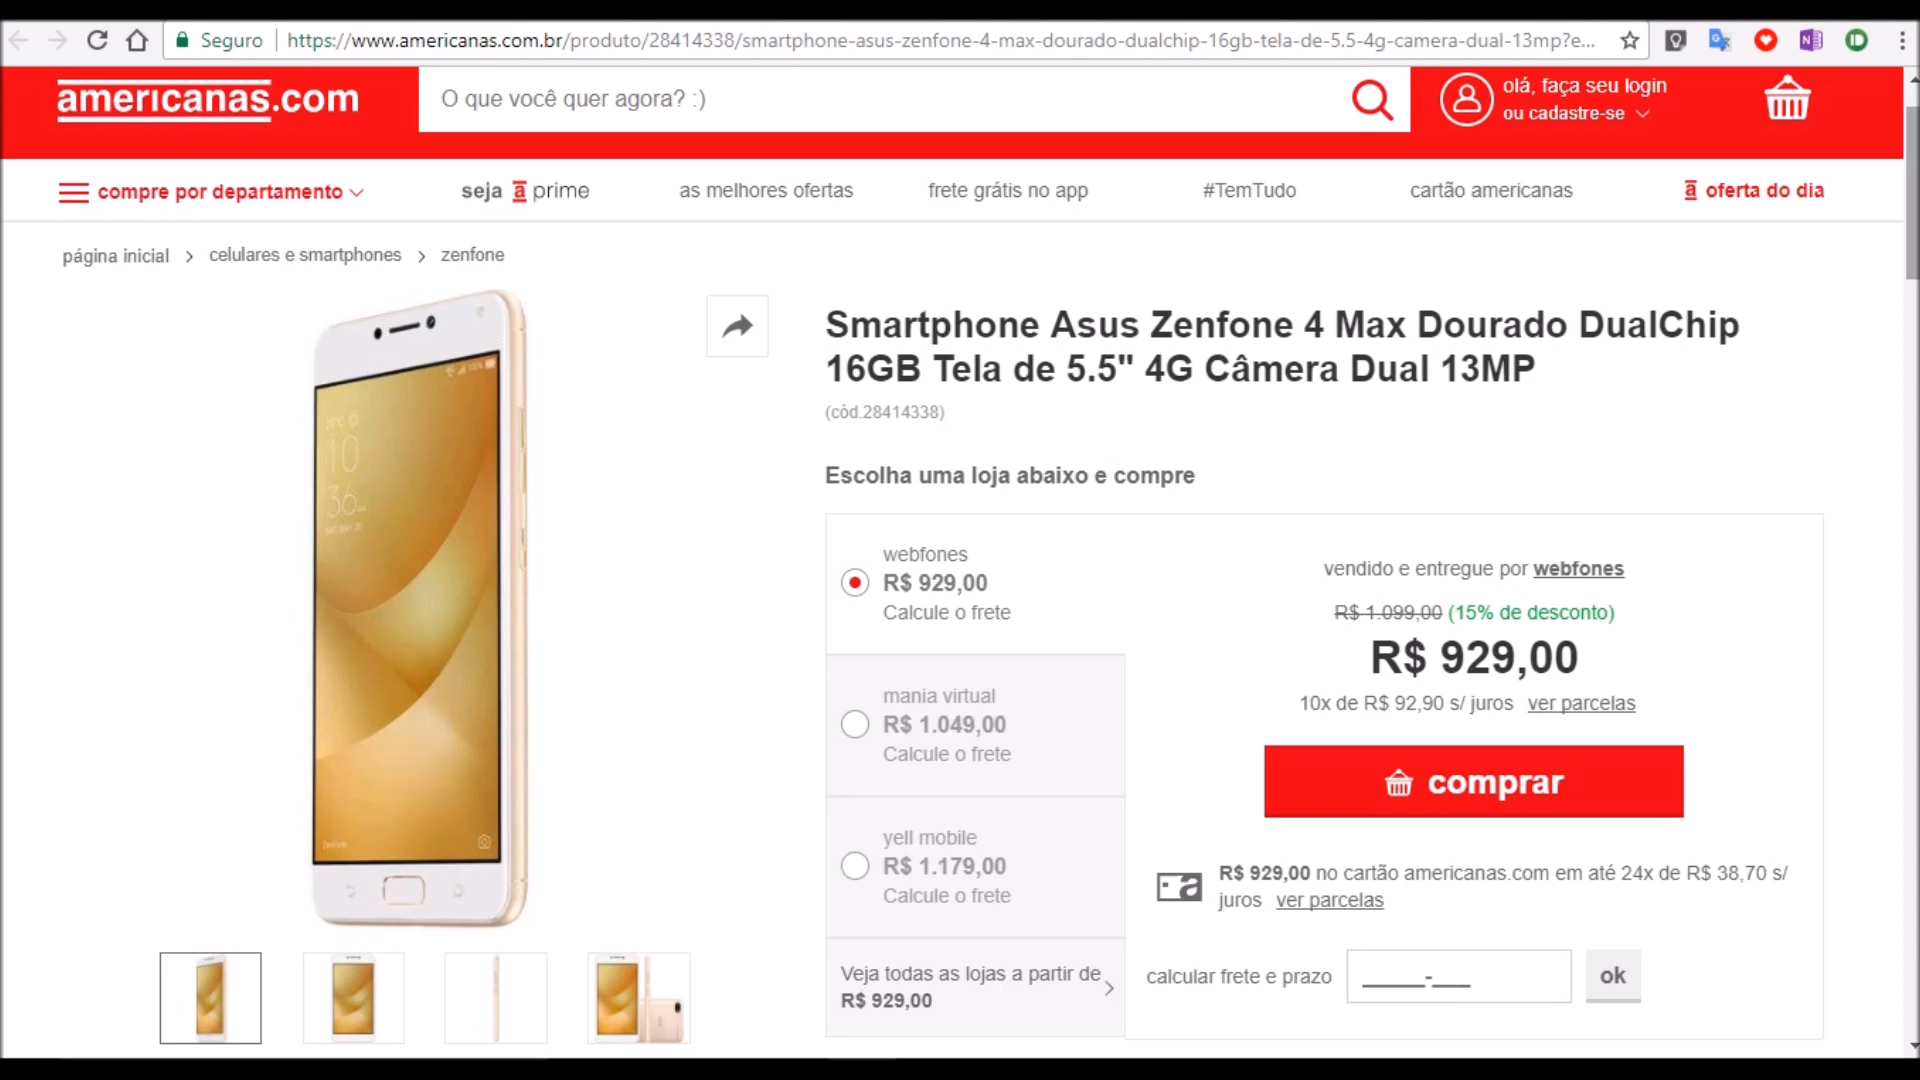 Seguro
https://www.americanas.com.br/produto/28414338/smartphone-asus-zenfone-4-max-dourado-dualchip-16gb-tela-de-5.5-4g-camera-dual-13mp?e...
americanas.com
O que você quer agora? :)
olá, faça seu login
ou cadastre-se
compre por departamento
seja a prime
as melhores ofertas
frete grátis no app
#TemTudo
cartão americanas
a oferta do dia
página inicial > celulares e smartphones > zenfone
Smartphone Asus Zenfone 4 Max Dourado DualChip
16GB Tela de 5.5" 4G Câmera Dual 13MP
(cód.28414338)
Escolha uma loja abaixo e compre
webfones
R$ 929,00
Calcule o frete
mania virtual
R$ 1.049,00
Calcule o frete
yell mobile
R$ 1.179,00
Calcule o frete
Veja todas as lojas a partir de
R$ 929,00
vendido e entregue por webfones
R$ 1.099,00 (15% de desconto)
R$ 929,00
10x de R$ 92,90 s/ juros ver parcelas
comprar
R$ 929,00 no cartão americanas.com em até 24x de R$ 38,70 s/
juros ver parcelas
calcular frete e prazo
_____-___
ok
10
36